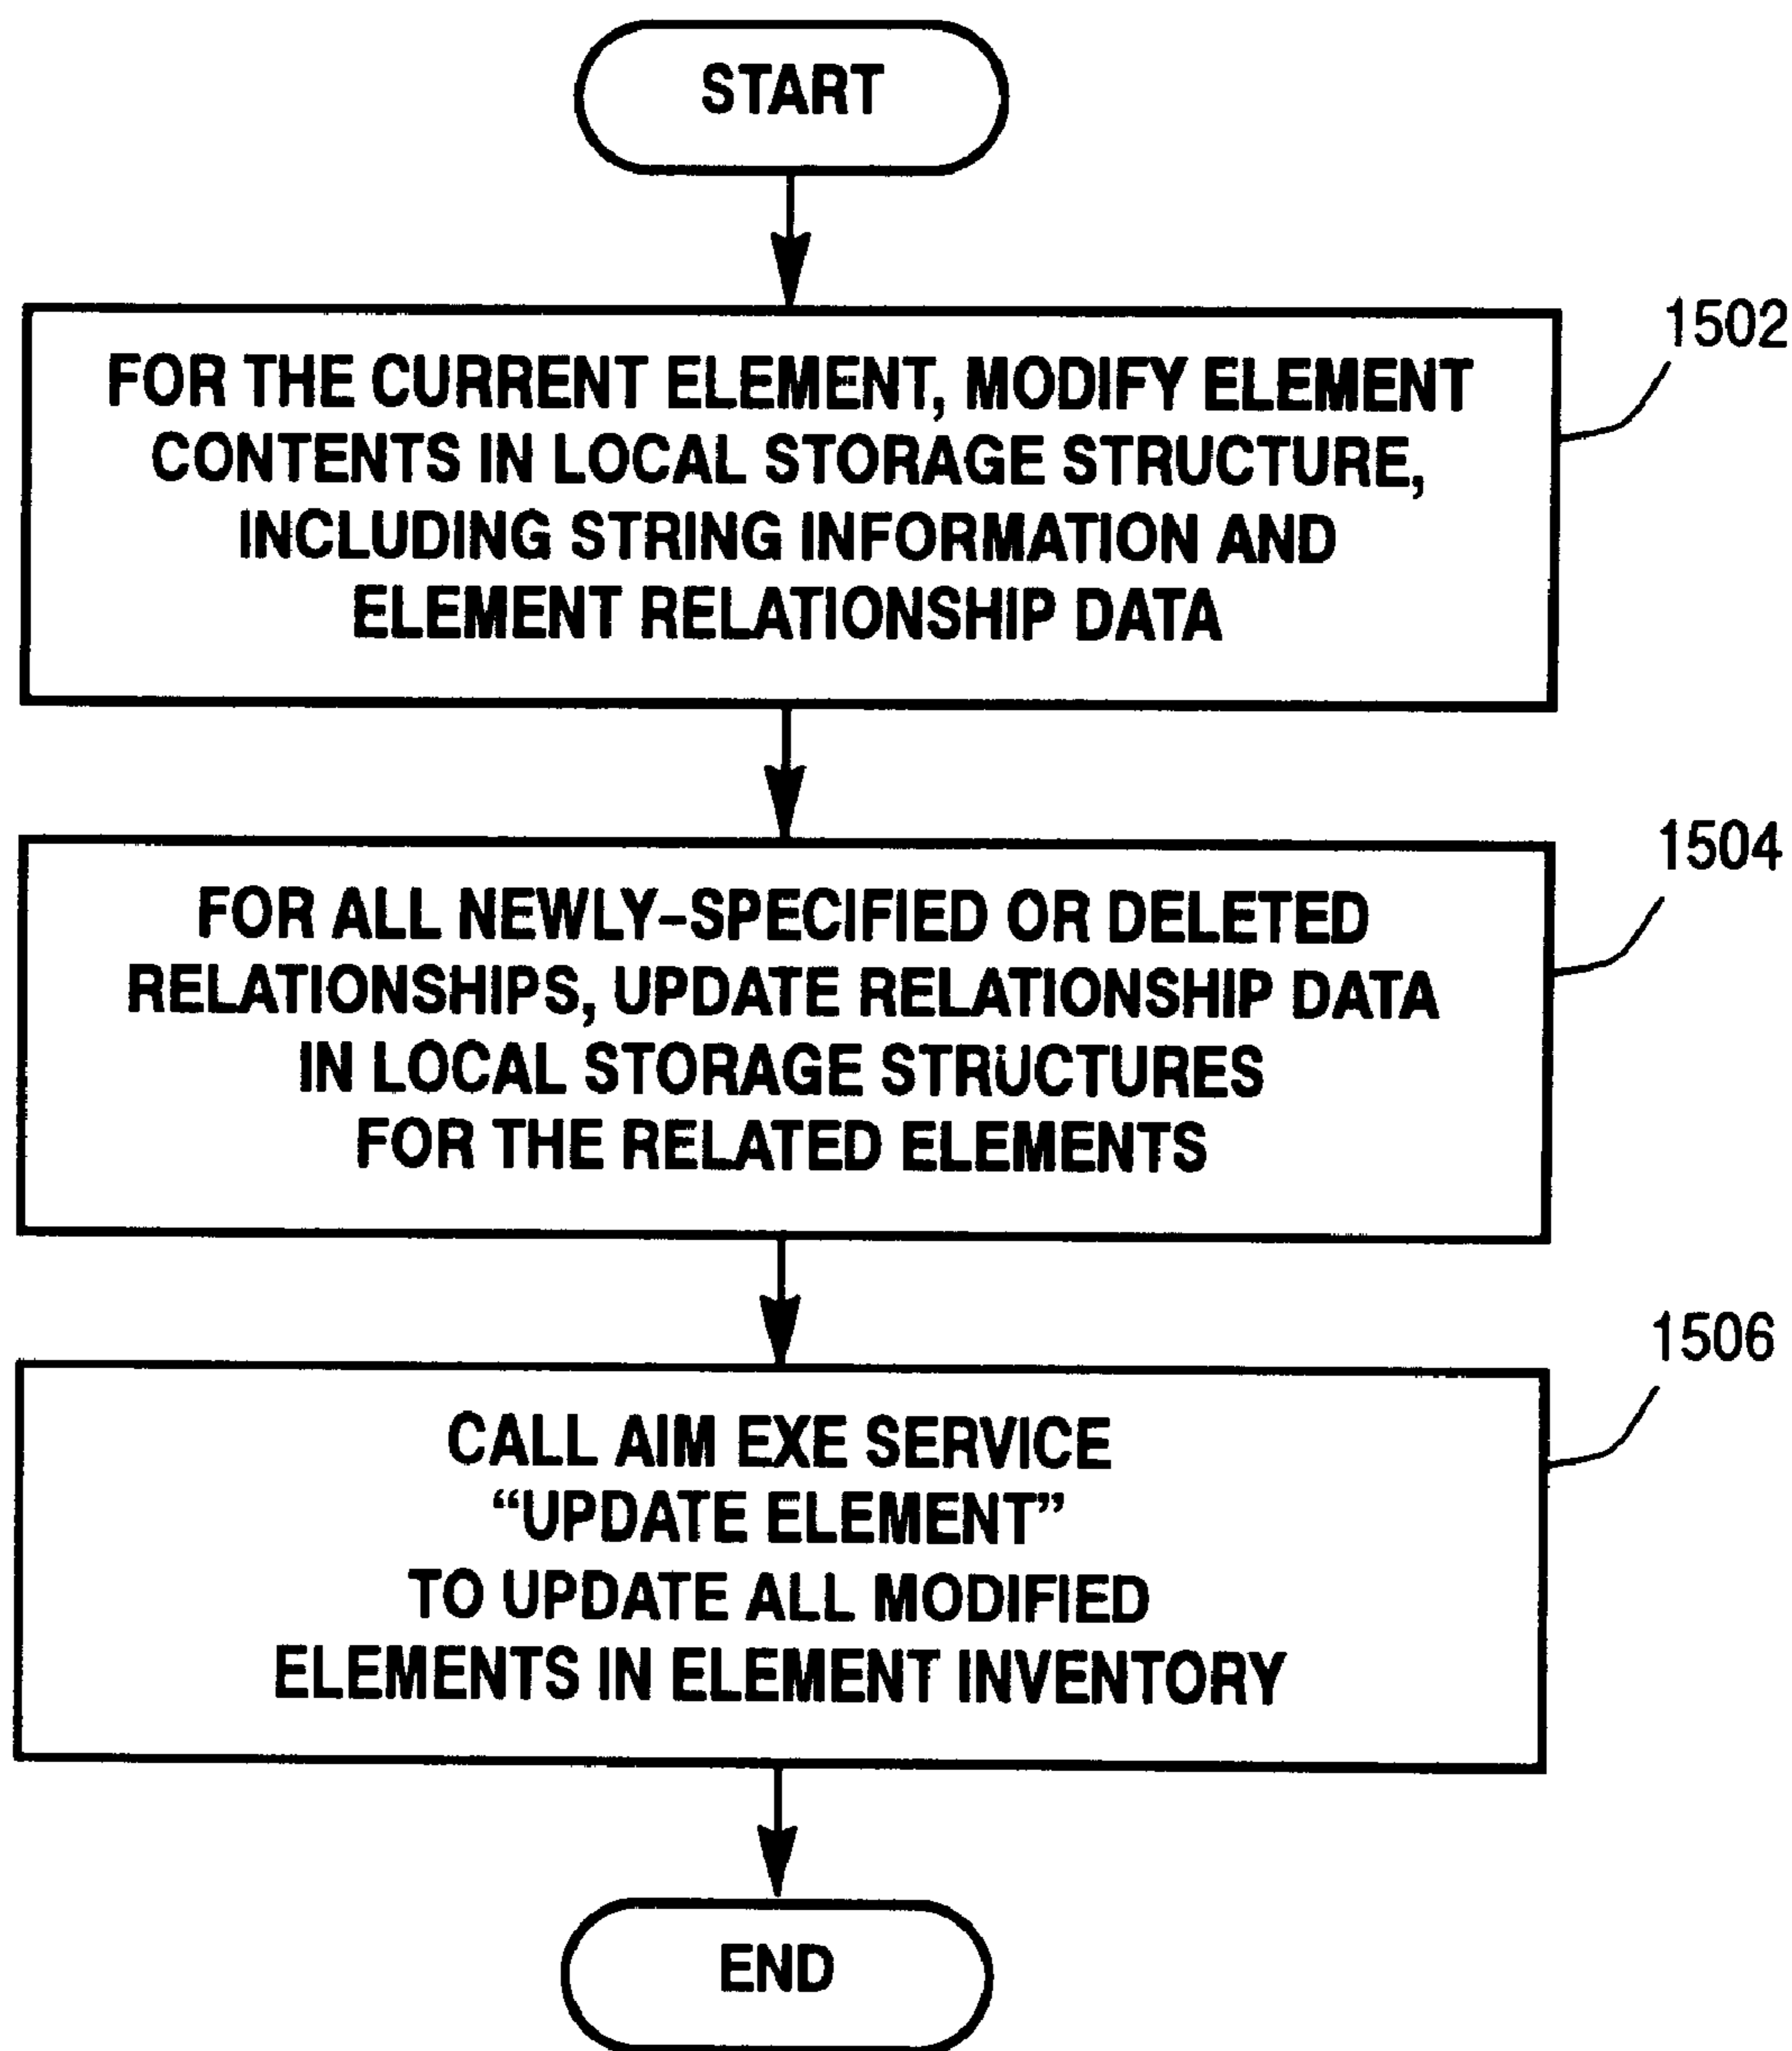 START
1502
FOR THE CURRENT ELEMENT, MODIFY ELEMENT
CONTENTS IN LOCAL STORAGE STRUCTURE,
INCLUDING STRING INFORMATION AND
ELEMENT RELATIONSHIP DATA
1504
FOR ALL NEWLY-SPECIFIED OR DELETED
RELATIONSHIPS, UPDATE RELATIONSHIP DATA
IN LOCAL STORAGE STRUCTURES
FOR THE RELATED ELEMENTS
1506
CALL AIM EXE SERVICE
“UPDATE ELEMENT”
TO UPDATE ALL MODIFIED
ELEMENTS IN ELEMENT INVENTORY
END